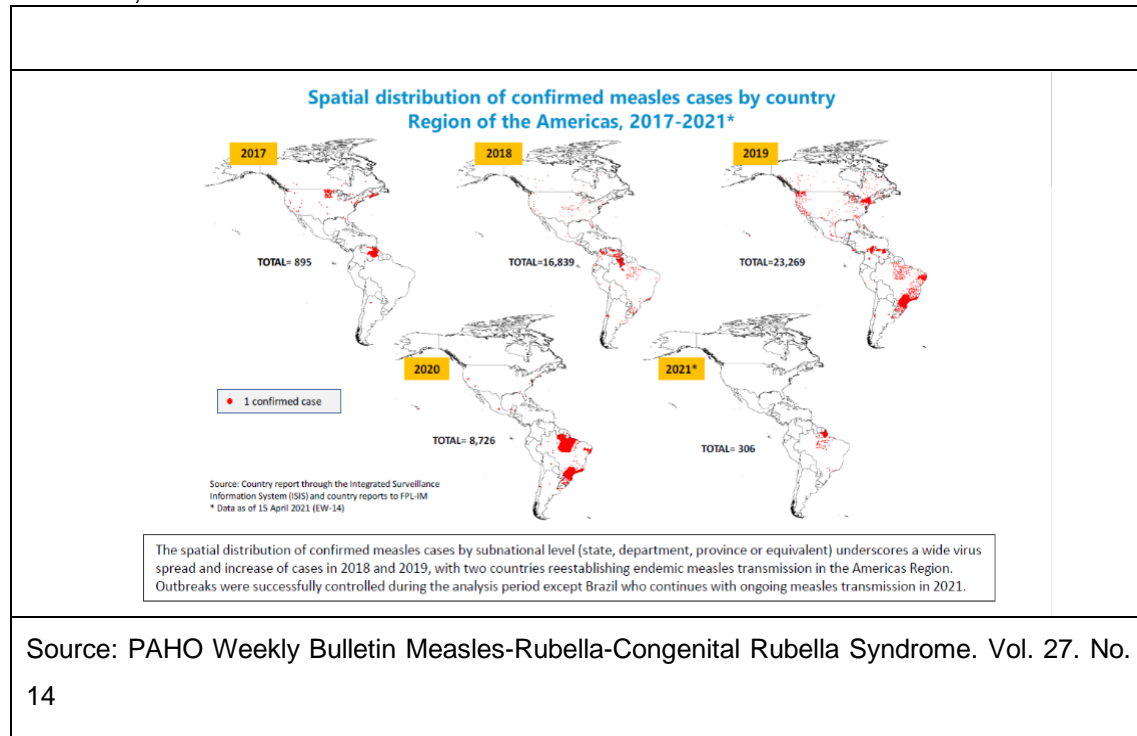 Spatial distribution of confirmed measles cases by country
Region of the Americas, 2017-2021*
2017
2018
2019
TOTAL= 895
TOTAL=16,839
TOTAL=23,269
2020
2021*
1 confirmed case
TOTAL= 8,726
TOTAL= 306
Source: Country report through the Integrated Surveillance
Information System (ISIS) and country reports to FPL-IM
* Data as of 15 April 2021 (EW-14)
The spatial distribution of confirmed measles cases by subnational level (state, department, province or equivalent) underscores a wide virus
spread and increase of cases in 2018 and 2019, with two countries reestablishing endemic measles transmission in the Americas Region.
Outbreaks were successfully controlled during the analysis period except Brazil who continues with ongoing measles transmission in 2021.
Source: PAHO Weekly Bulletin Measles-Rubella-Congenital Rubella Syndrome. Vol. 27. No.
14